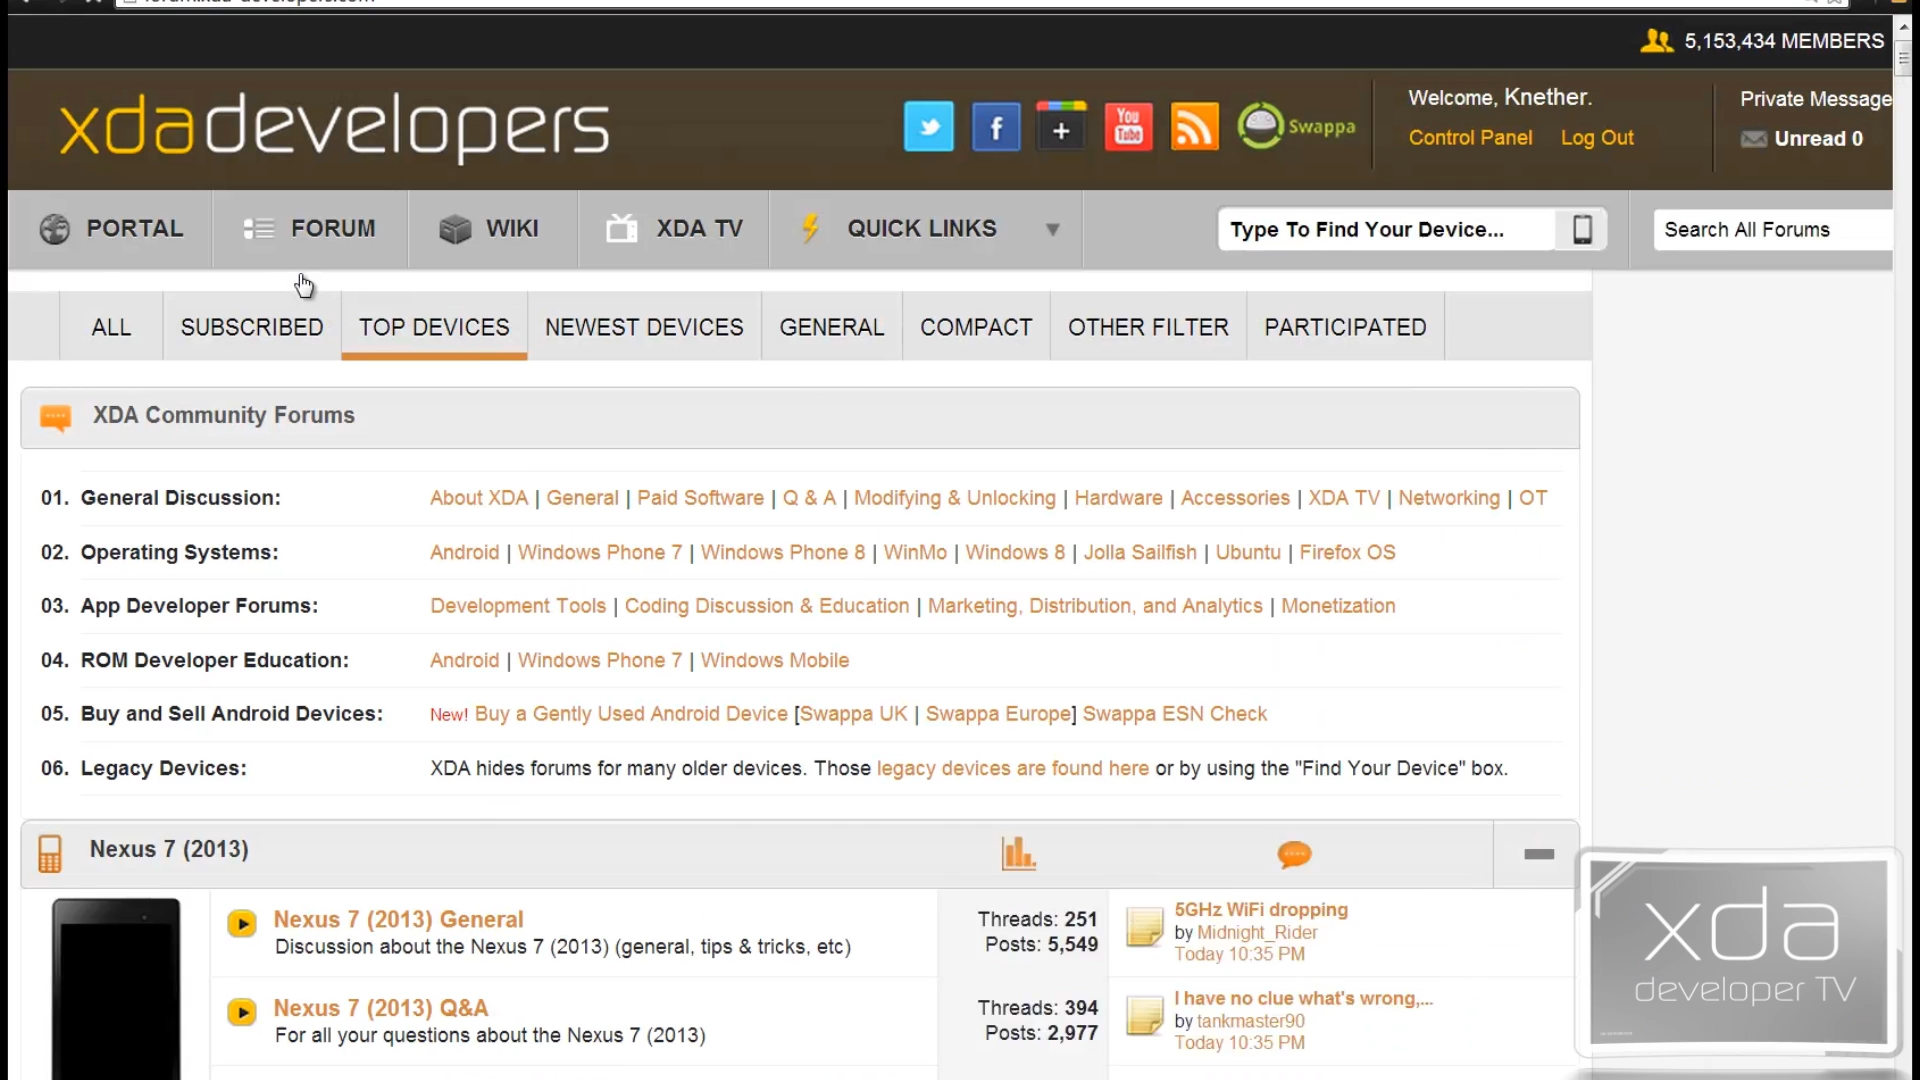 5,153,434 MEMBERS
xdadevelopers
You Tube
Swappa
Welcome, Knether.
Control Panel Log Out
Private Message
Unread 0
PORTAL FORUM WIKI XDA TV QUICK LINKS
Type To Find Your Device...
Search All Forums
ALL SUBSCRIBED TOP DEVICES NEWEST DEVICES GENERAL COMPACT OTHER FILTER PARTICIPATED
XDA Community Forums
01. General Discussion: About XDA | General | Paid Software | Q & A | Modifying & Unlocking | Hardware | Accessories | XDA TV | Networking | OT
02. Operating Systems: Android | Windows Phone 7 | Windows Phone 8 | WinMo | Windows 8 | Jolla Sailfish | Ubuntu | Firefox OS
03. App Developer Forums: Development Tools | Coding Discussion & Education | Marketing, Distribution, and Analytics | Monetization
04. ROM Developer Education: Android | Windows Phone 7 | Windows Mobile
05. Buy and Sell Android Devices: New! Buy a Gently Used Android Device [Swappa UK | Swappa Europe] Swappa ESN Check
06. Legacy Devices: XDA hides forums for many older devices. Those legacy devices are found here or by using the "Find Your Device" box.
Nexus 7 (2013)
Nexus 7 (2013) General
Discussion about the Nexus 7 (2013) (general, tips & tricks, etc)
Threads: 251
Posts: 5,549
5GHz WiFi dropping
by Midnight_Rider
Today 10:35 PM
Nexus 7 (2013) Q&A
For all your questions about the Nexus 7 (2013)
Threads: 394
Posts: 2,977
I have no clue what's wrong,...
by tankmaster90
Today 10:35 PM
xda
developer TV